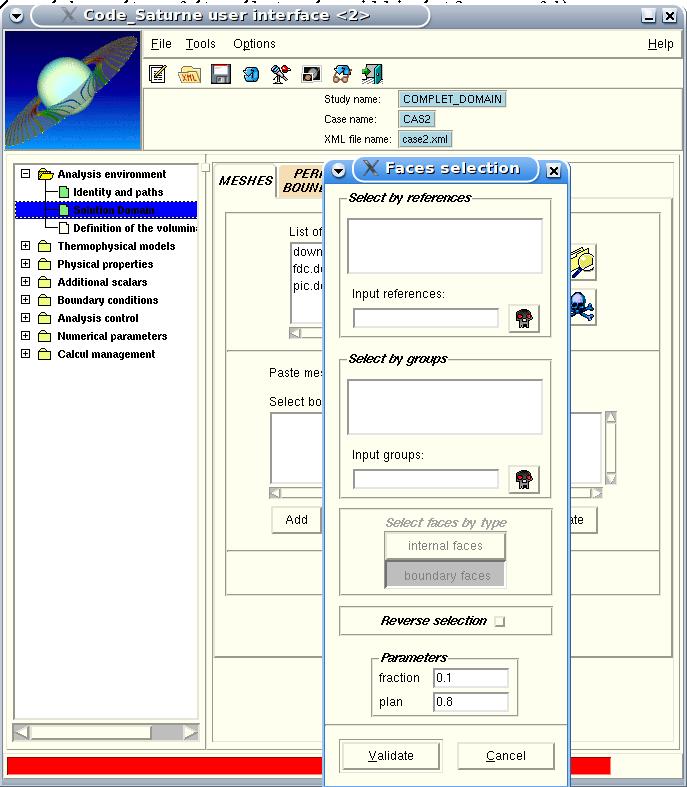 Code_Saturne user interface <2>
File Tools Options Help
XML
Study name: COMPLET_DOMAIN
Case name: CAS2
XML file name: case2.xml
Analysis environment
Identity and paths
Solution Domain
Definition of the volumin
Thermophysical models
Physical properties
Additional scalars
Boundary conditions
Analysis control
Numerical parameters
Calcul management
MESHES
PERI
BOUN
List of
down
fdc.de
pic.de
Paste mes
Select bo
Add
ate
Faces selection
Select by references
Input references:
Select by groups
Input groups:
Select faces by type
internal faces
boundary faces
Reverse selection
Parameters
fraction 0.1
plan 0.8
Validate Cancel